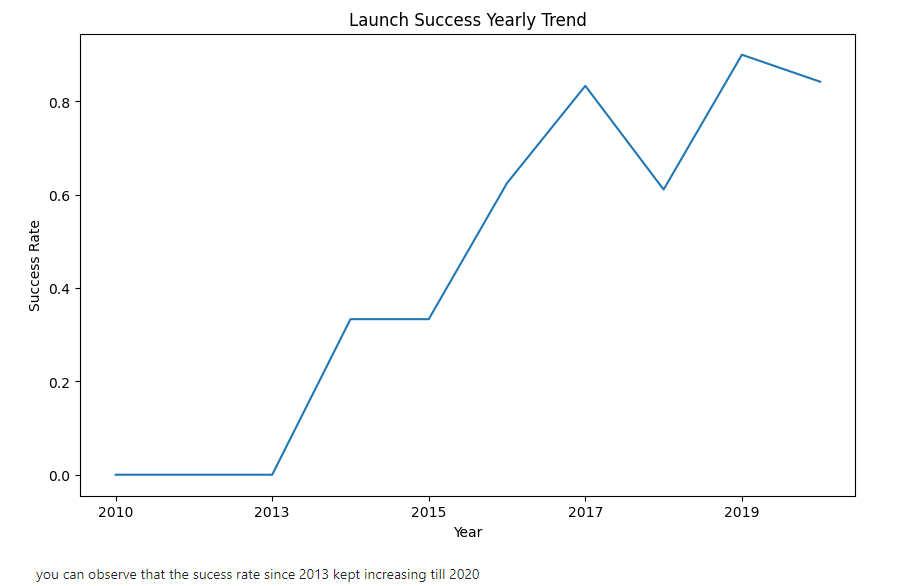 Launch Success Yearly Trend
Success Rate
0.8
0.6
0.4
0.2
0.0
2010 2013 2015 2017 2019
Year
you can observe that the sucess rate since 2013 kept increasing till 2020